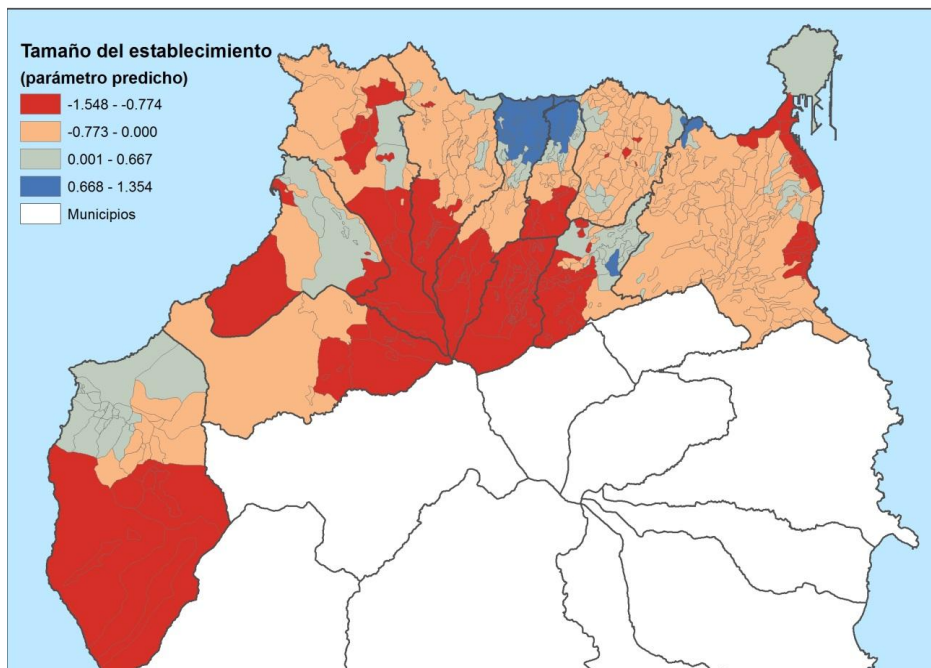 Tamaño del establecimiento
(parámetro predicho)
-1.548 - -0.774
-0.773 - 0.000
0.001 - 0.667
0.668 - 1.354
Municipios